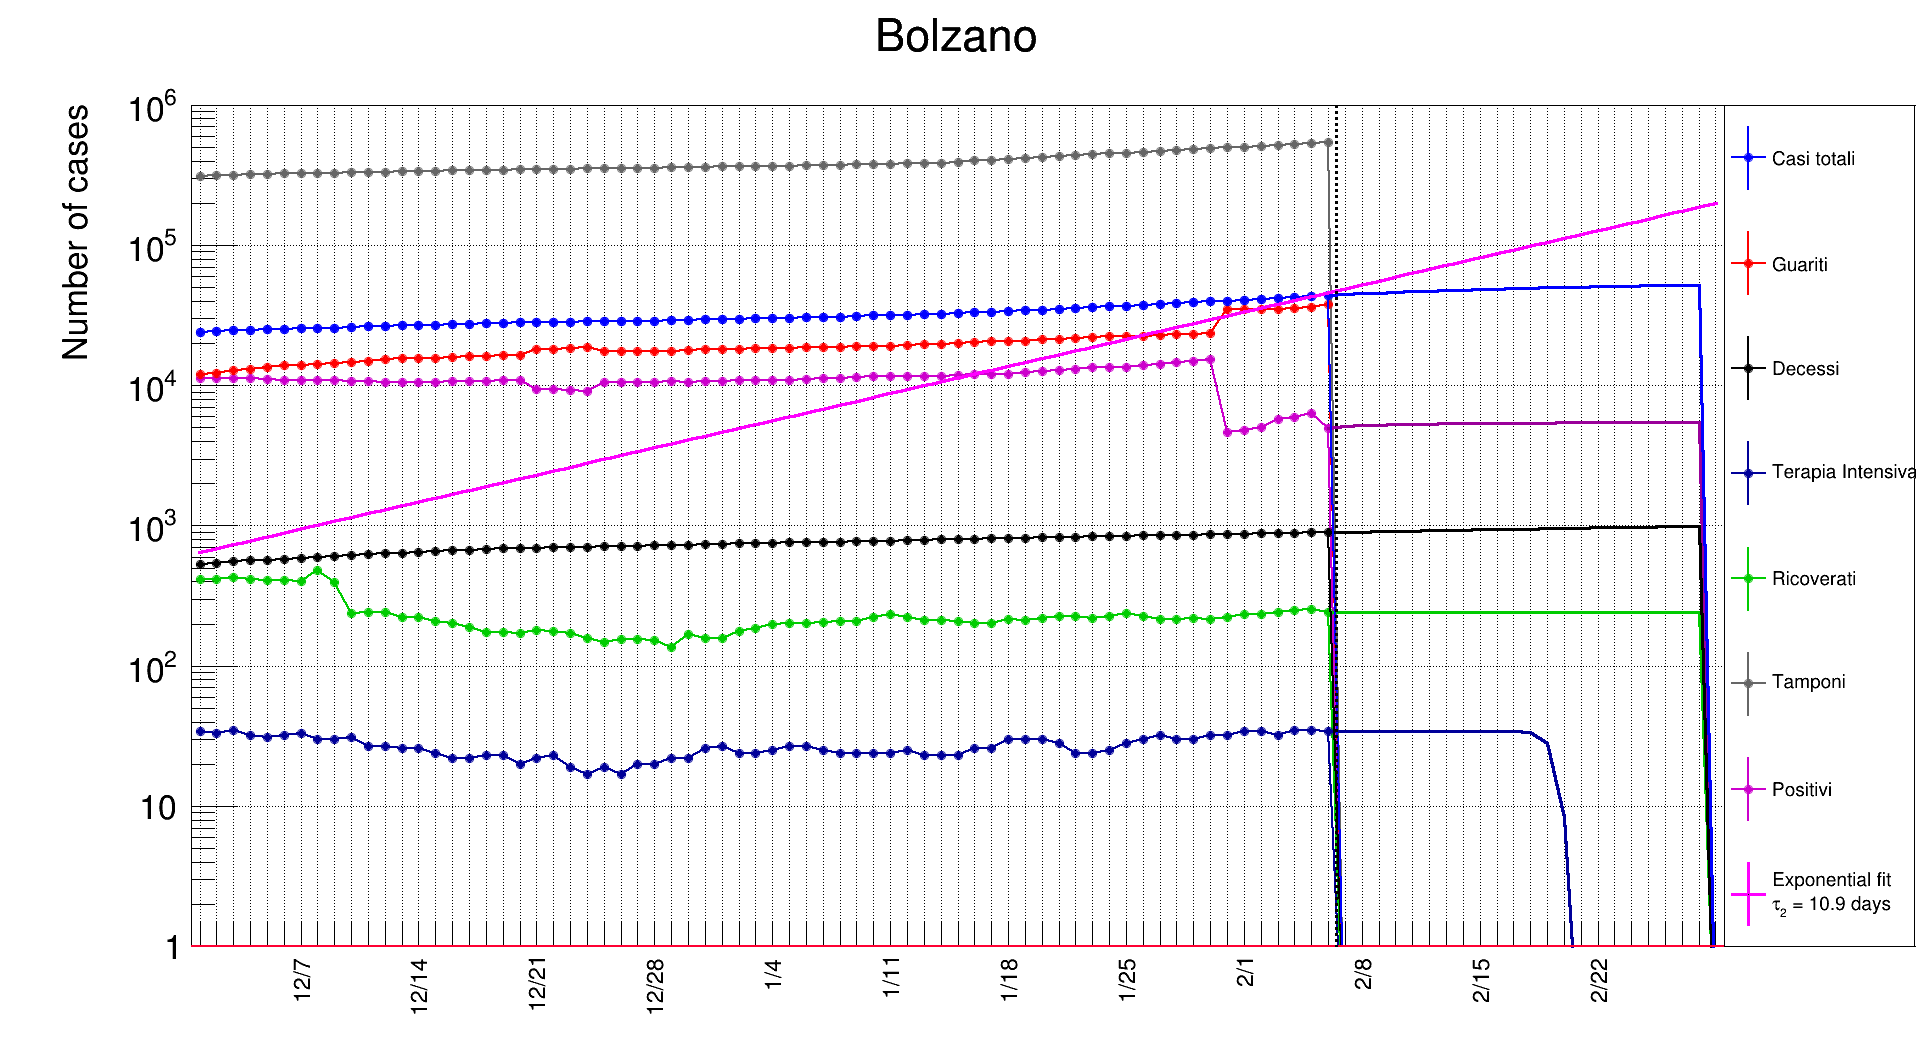 Bolzano
Number of cases
10^6
10^5
10^4
10^3
10^2
10
1
12/7
12/14
12/21
12/28
1/4
1/11
1/18
1/25
2/1
2/8
2/15
2/22
Casi totali
Guariti
Decessi
Terapia Intensiva
Ricoverati
Tamponi
Positivi
Exponential fit
τ_2 = 10.9 days